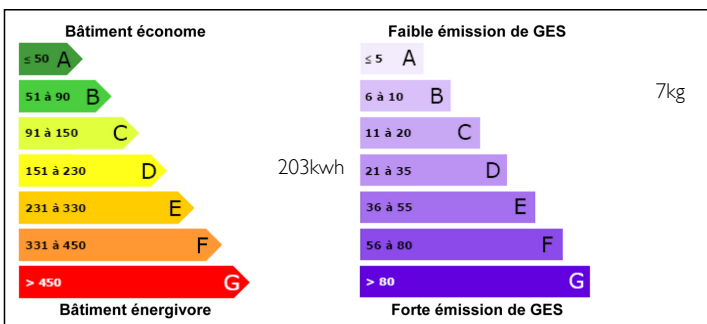 Bâtiment économe
≤ 50 A
51 à 90 B
91 à 150 C
151 à 230 D
231 à 330 E
331 à 450 F
> 450 G
Bâtiment énergivore
203kwh
Faible émission de GES
≤ 5 A
6 à 10 B
11 à 20 C
21 à 35 D
36 à 55 E
56 à 80 F
> 80 G
Forte émission de GES
7kg